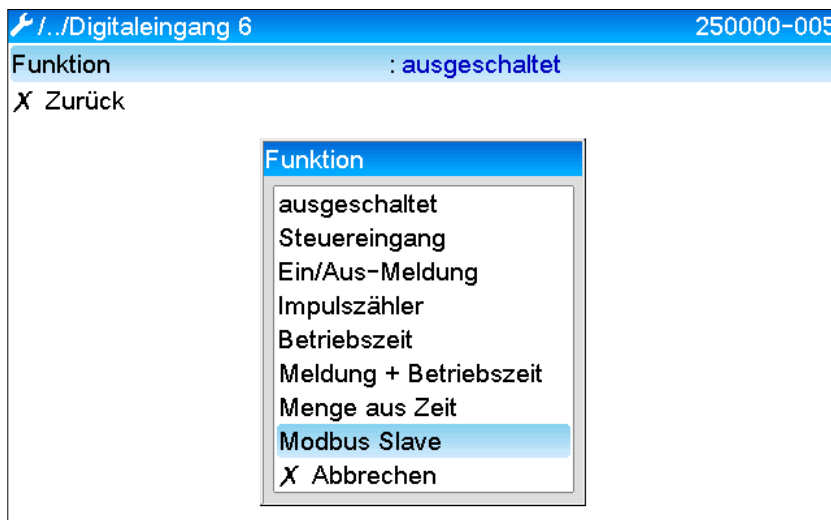 /../Digitaleingang 6 250000-005
Funktion : ausgeschaltet
X Zurück
Funktion
ausgeschaltet
Steuereingang
Ein/Aus-Meldung
Impulszähler
Betriebszeit
Meldung + Betriebszeit
Menge aus Zeit
Modbus Slave
X Abbrechen